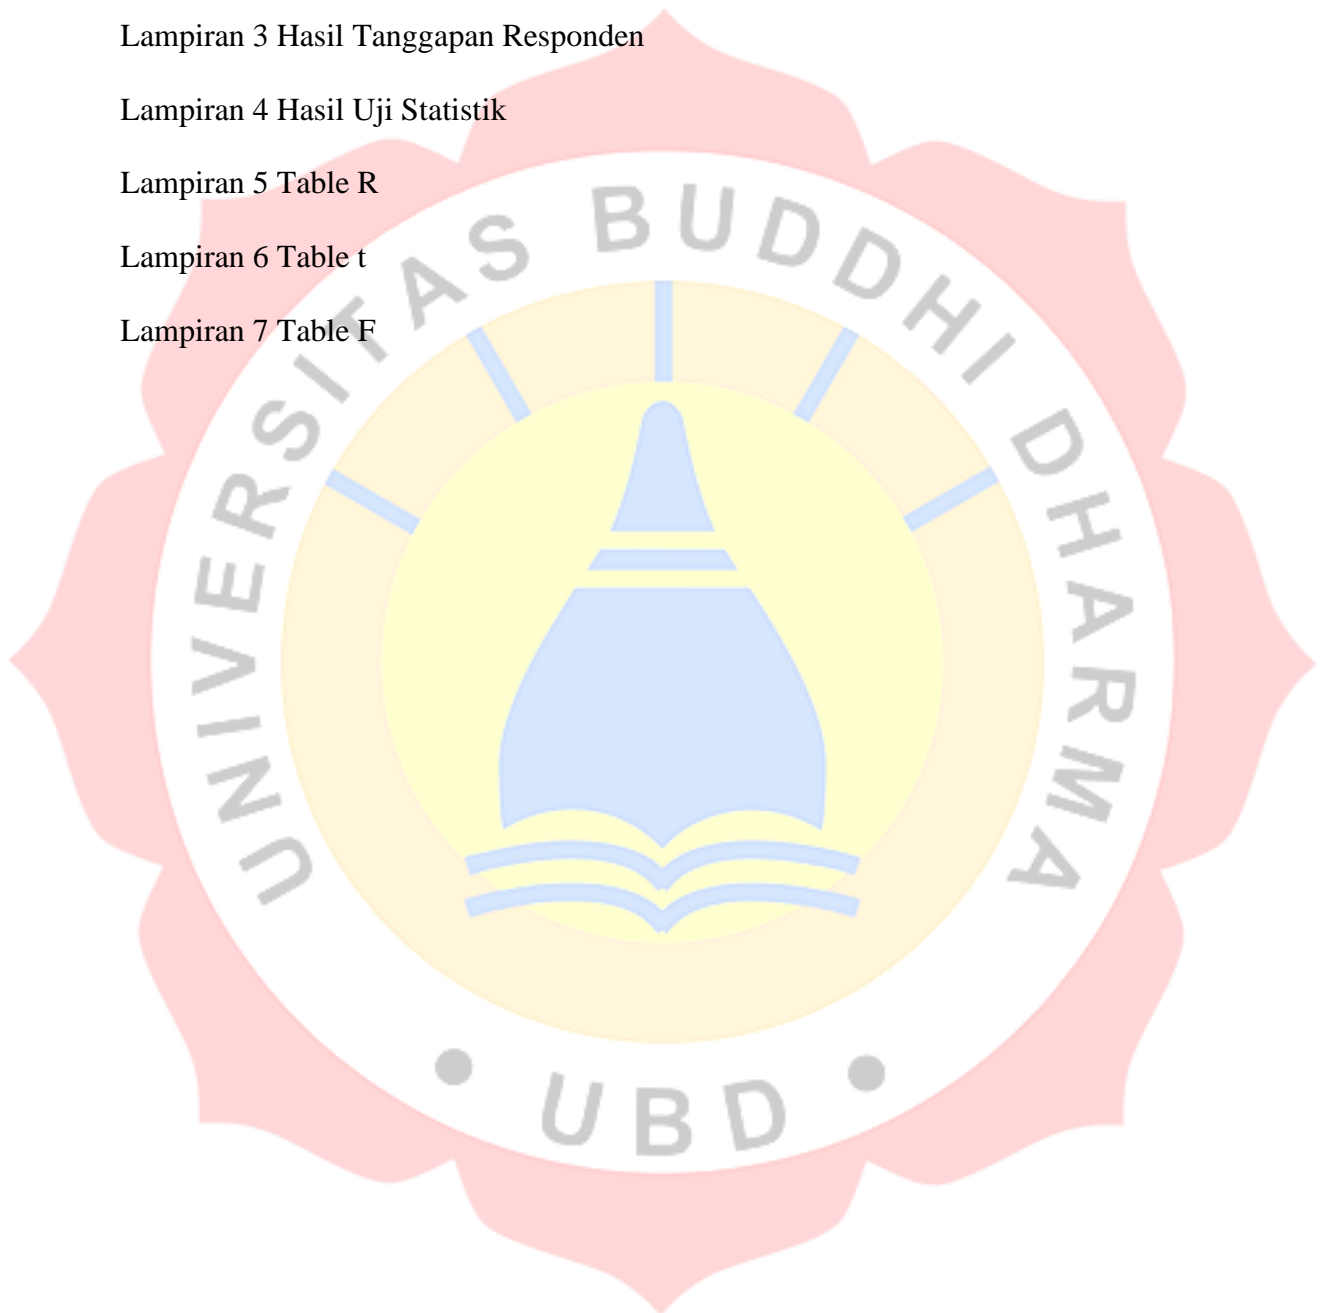 Lampiran 3 Hasil Tanggapan Responden
Lampiran 4 Hasil Uji Statistik
Lampiran 5 Table R
Lampiran 6 Table t
Lampiran 7 Table F
UNIVERSITAS BUDDHI DHARMA
• UBD •